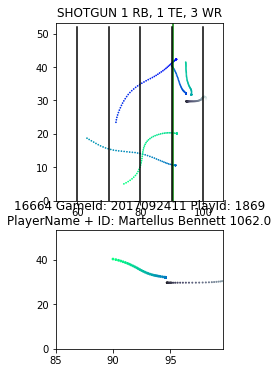 SHOTGUN 1 RB, 1 TE, 3 WR
50
40
30
20
10
0
60 80 100
16664 GameId: 2017092411 PlayId: 1869
PlayerName + ID: Martellus Bennett 1062.0
40
20
0
85 90 95